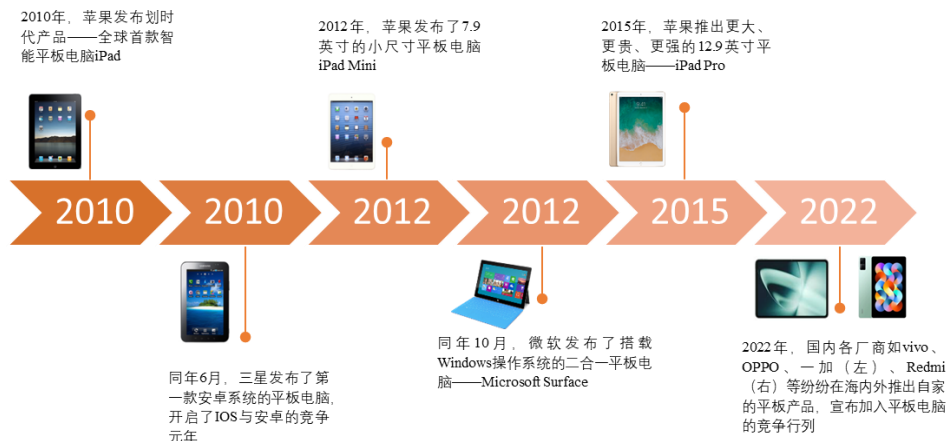 2010年，苹果发布划时
代产品——全球首款智
能平板电脑iPad
2012年，苹果发布了7.9
英寸的小尺寸平板电脑
iPad Mini
2015年，苹果推出更大、
更贵、更强的12.9英寸平
板电脑——iPad Pro
2010
2010
2012
2012
2015
2022
同年6月，三星发布了第
一款安卓系统的平板电脑，
开启了IOS与安卓的竞争
元年
同年10月，微软发布了搭载
Windows操作系统的二合一平板电
脑——Microsoft Surface
2022年，国内各厂商如vivo、
OPPO、一加（左）、Redmi
（右）等纷纷在海内外推出自家
的平板产品，宣布加入平板电脑
的竞争行列